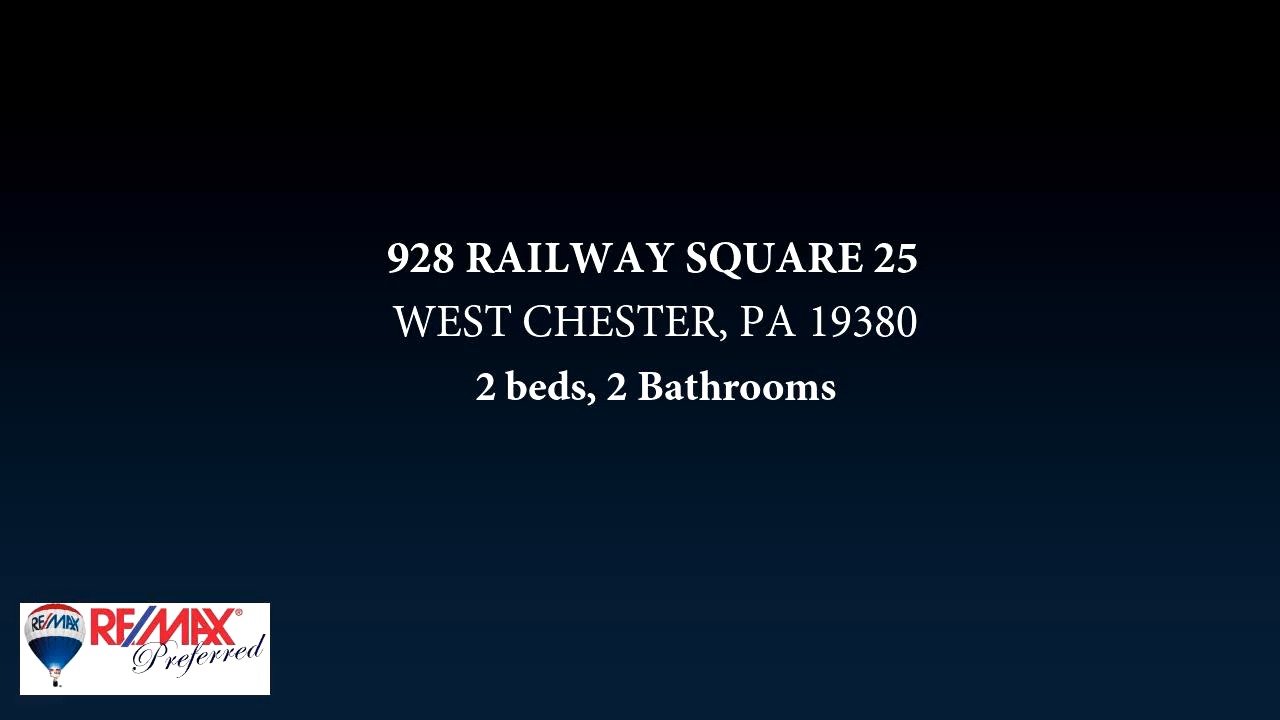 928 RAILWAY SQUARE 25
WEST CHESTER, PA 19380
2 beds, 2 Bathrooms
RE/MAX
RE/MAX®
Preferred